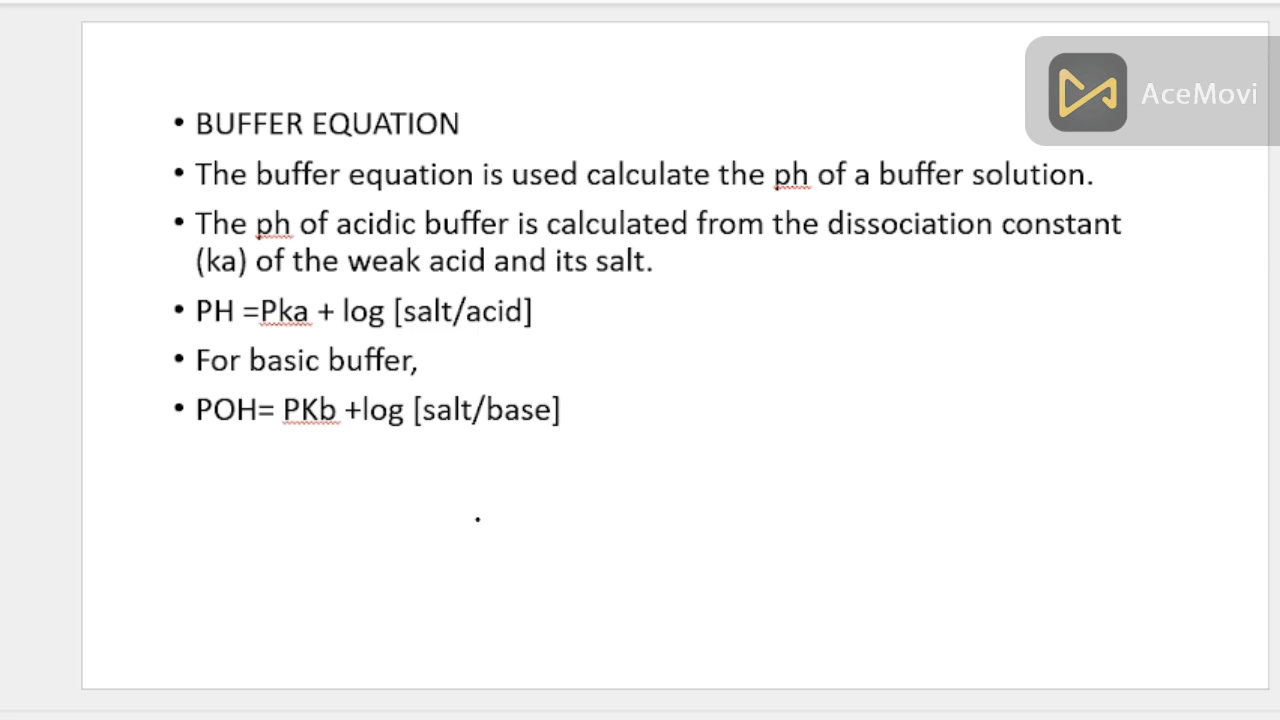 AceMovi
• BUFFER EQUATION
• The buffer equation is used calculate the ph of a buffer solution.
• The ph of acidic buffer is calculated from the dissociation constant
(ka) of the weak acid and its salt.
• PH =Pka + log [salt/acid]
• For basic buffer,
• POH= PKb +log [salt/base]